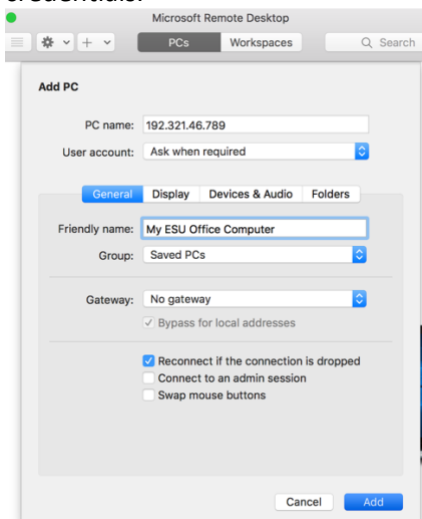 credentials.
Microsoft Remote Desktop
PCs Workspaces Search
Add PC
PC name: 192.321.46.789
User account: Ask when required
General Display Devices & Audio Folders
Friendly name: My ESU Office Computer
Group: Saved PCs
Gateway: No gateway
Bypass for local addresses
Reconnect if the connection is dropped
Connect to an admin session
Swap mouse buttons
Cancel Add